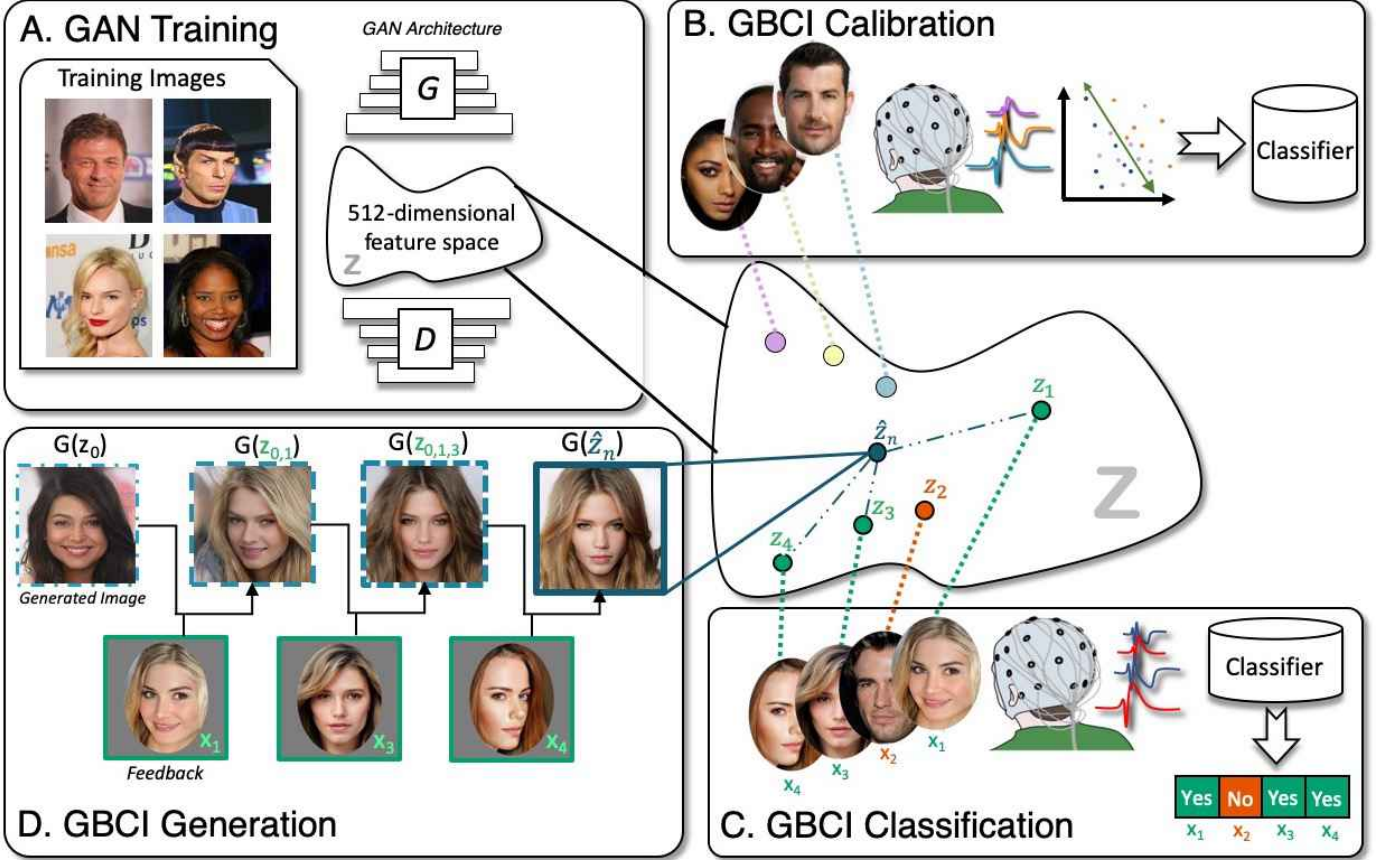 A. GAN Training
GAN Architecture
Training Images
G
512-dimensional
feature space
Z
D
B. GBCI Calibration
Classifier
z₁
ẑₙ
z₂
z₃
z₄
Z
G(z₀)
G(z₀,₁)
G(z₀,₁,₃)
G(ẑₙ)
Generated Image
x₁
x₃
x₄
Feedback
D. GBCI Generation
x₁
x₂
x₃
x₄
Classifier
Yes No Yes Yes
x₁ x₂ x₃ x₄
C. GBCI Classification